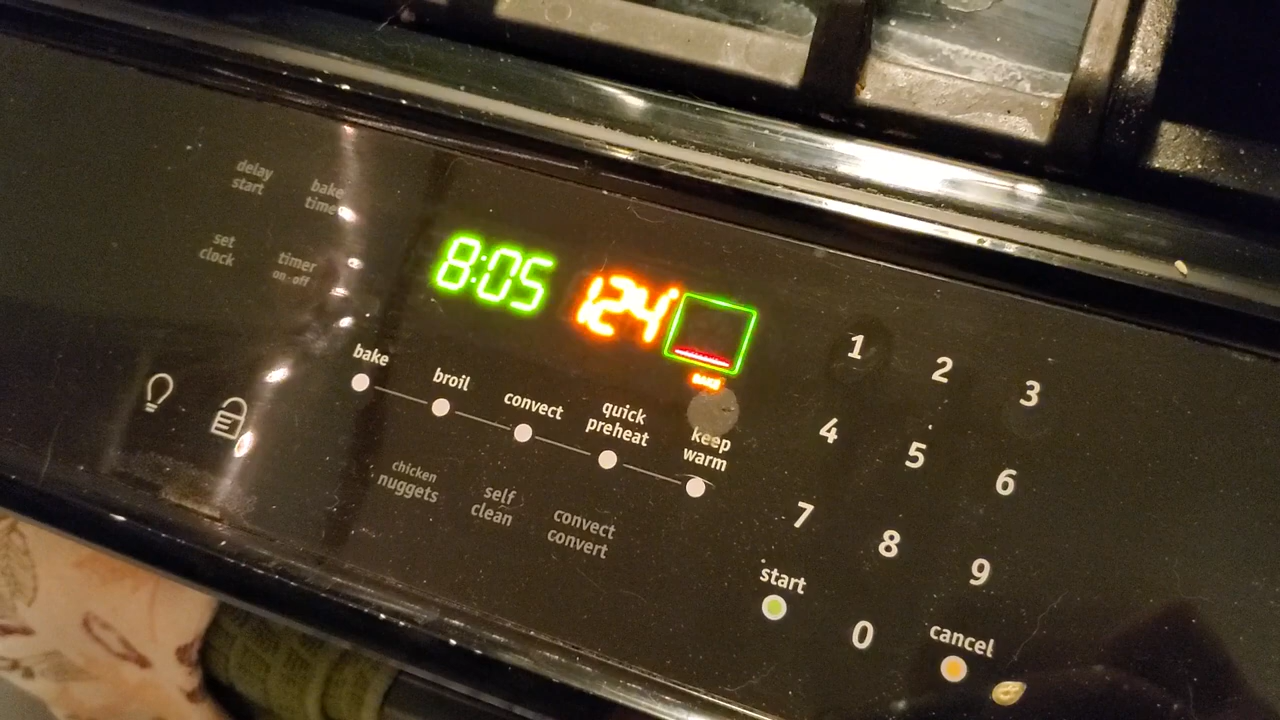 delay
start
bake
time
set
clock
timer
on-off
8:05
124
BAKE
bake
broil
convect
quick
preheat
keep
warm
chicken
nuggets
self
clean
convect
convert
1
2
3
4
5
6
7
8
9
start
0
cancel